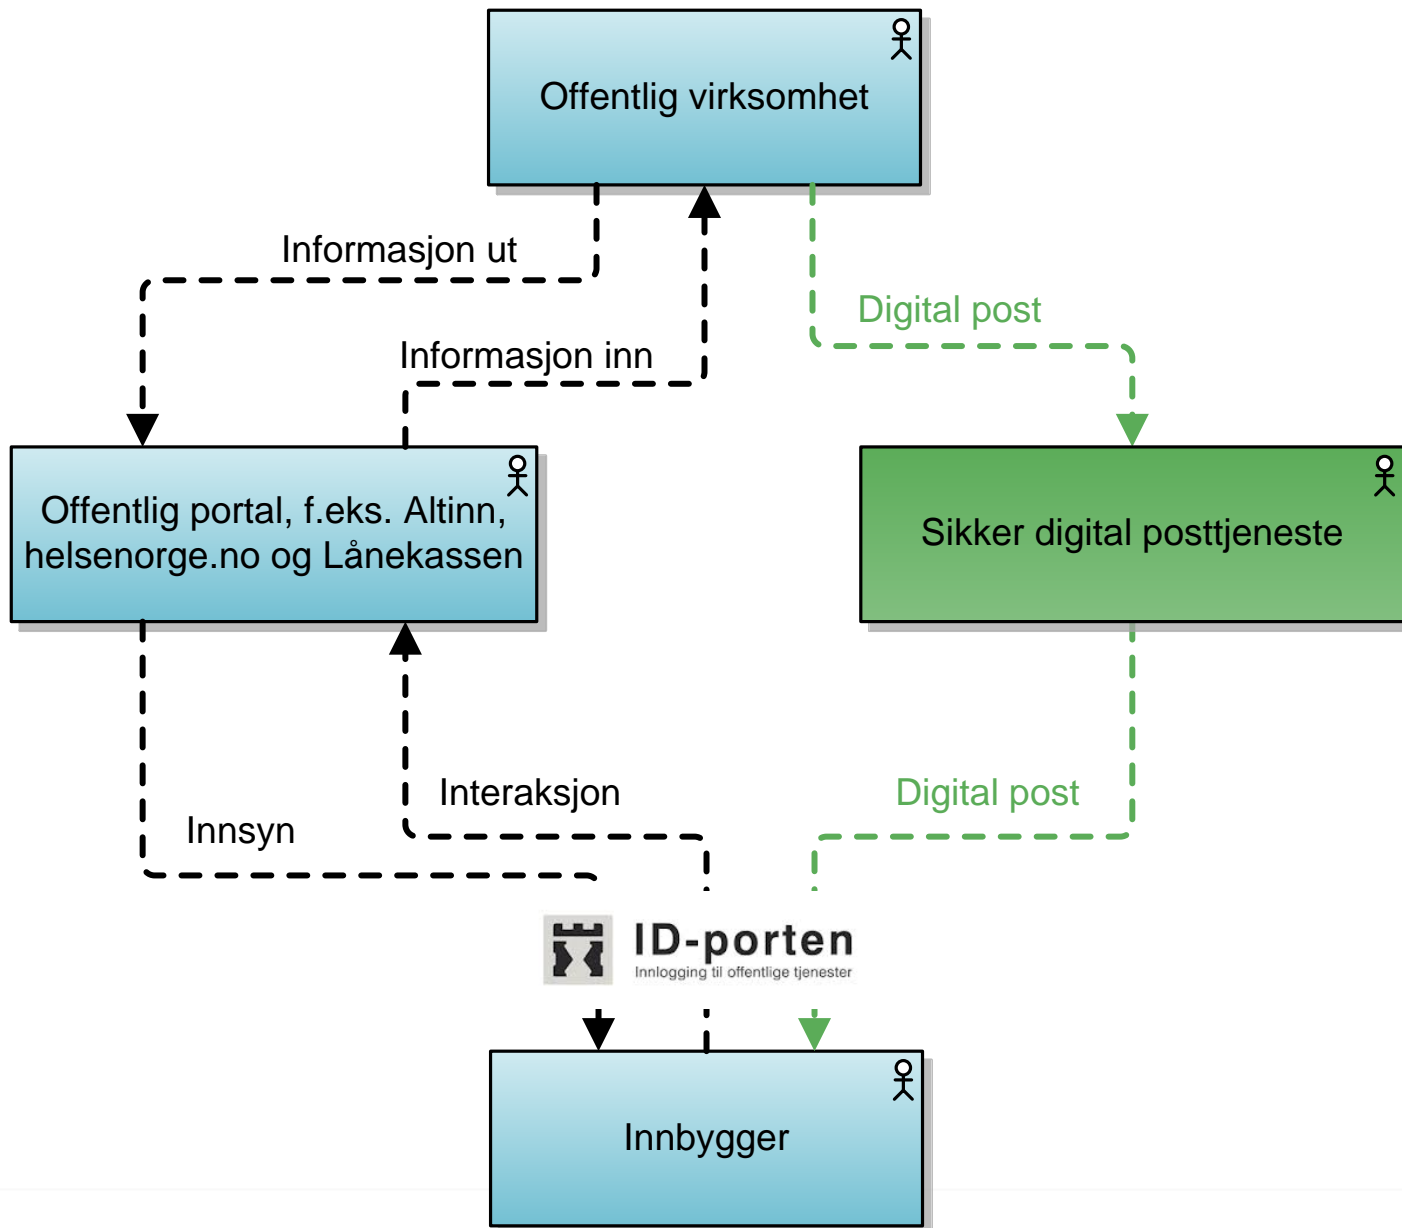 Offentlig virksomhet
Informasjon ut
Digital post
Informasjon inn
Offentlig portal, f.eks. Altinn,
helsenorge.no og Lånekassen
Sikker digital posttjeneste
Interaksjon
Digital post
Innsyn
ID-porten
Innlogging til offentlige tjenester
Innbygger